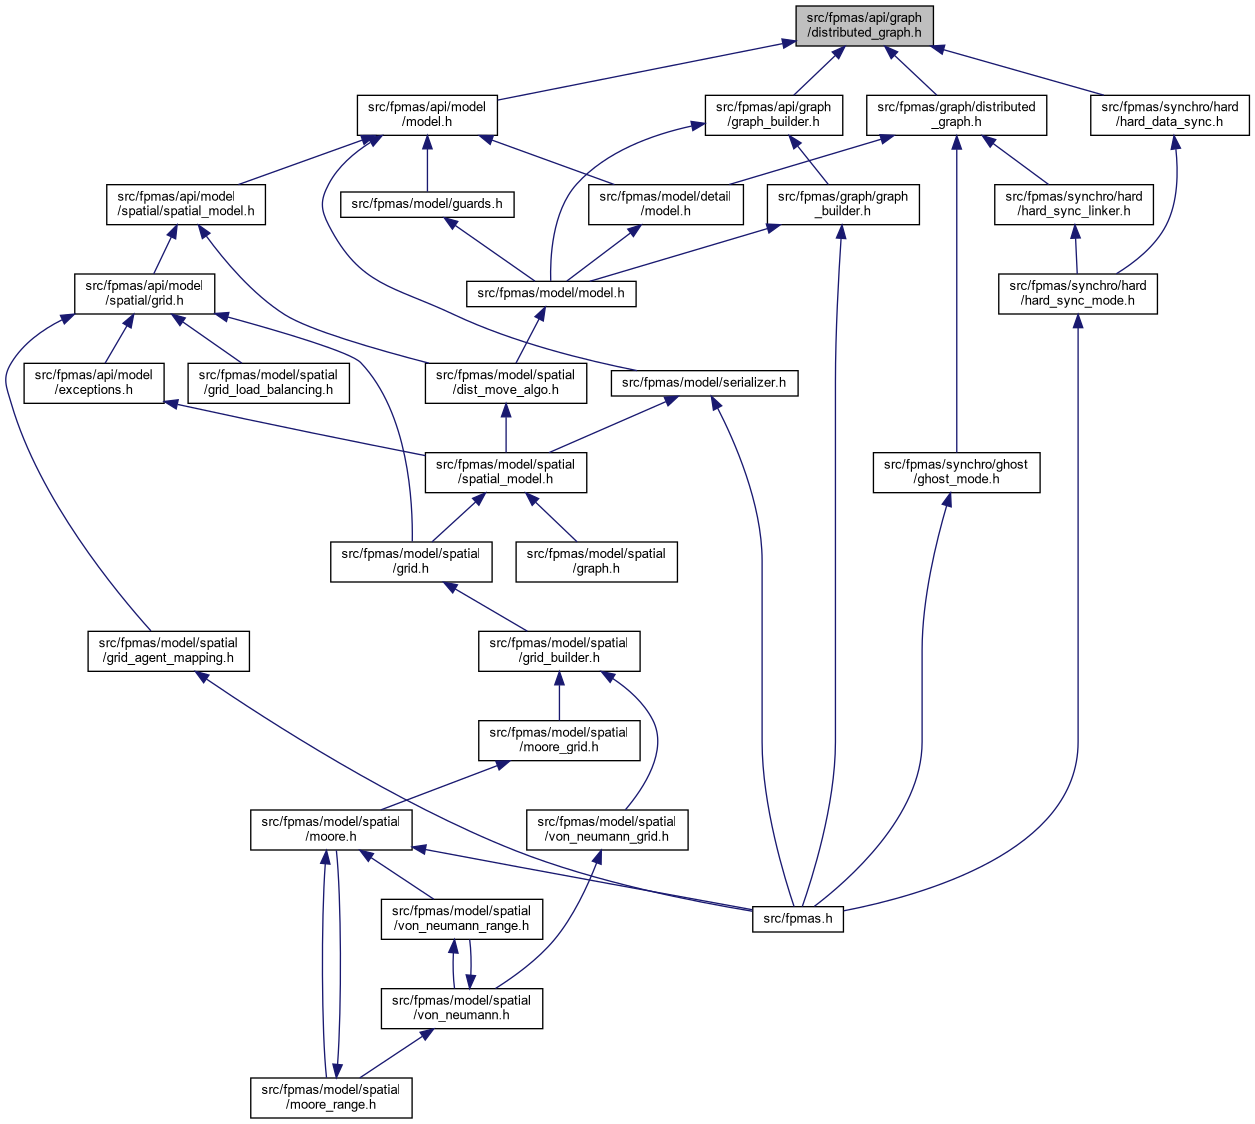 src/fpmas/api/graph
/distributed_graph.h
src/fpmas/api/model
/model.h
src/fpmas/api/graph
/graph_builder.h
src/fpmas/graph/distributed
_graph.h
src/fpmas/synchro/hard
/hard_data_sync.h
src/fpmas/api/model
/spatial/spatial_model.h
src/fpmas/model/guards.h
src/fpmas/model/detail
/model.h
src/fpmas/graph/graph
_builder.h
src/fpmas/synchro/hard
/hard_sync_linker.h
src/fpmas/api/model
/spatial/grid.h
src/fpmas/model/model.h
src/fpmas/synchro/hard
/hard_sync_mode.h
src/fpmas/api/model
/exceptions.h
src/fpmas/model/spatial
/grid_load_balancing.h
src/fpmas/model/spatial
/dist_move_algo.h
src/fpmas/model/serializer.h
src/fpmas/model/spatial
/spatial_model.h
src/fpmas/synchro/ghost
/ghost_mode.h
src/fpmas/model/spatial
/grid.h
src/fpmas/model/spatial
/graph.h
src/fpmas/model/spatial
/grid_agent_mapping.h
src/fpmas/model/spatial
/grid_builder.h
src/fpmas/model/spatial
/moore_grid.h
src/fpmas/model/spatial
/moore.h
src/fpmas/model/spatial
/von_neumann_grid.h
src/fpmas/model/spatial
/von_neumann_range.h
src/fpmas.h
src/fpmas/model/spatial
/von_neumann.h
src/fpmas/model/spatial
/moore_range.h